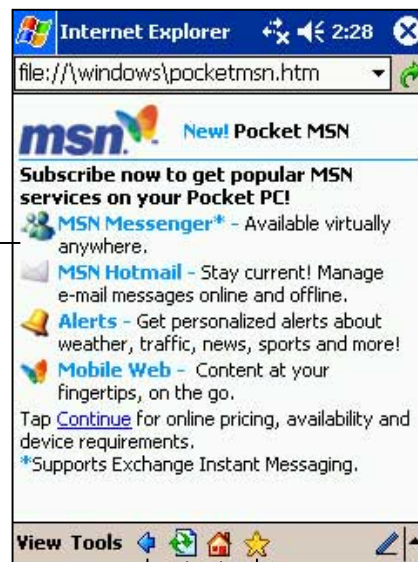 Internet Explorer 2:28
file://\windows\pocketmsn.htm
msn New! Pocket MSN
Subscribe now to get popular MSN
services on your Pocket PC!
MSN Messenger* - Available virtually
anywhere.
MSN Hotmail - Stay current! Manage
e-mail messages online and offline.
Alerts - Get personalized alerts about
weather, traffic, news, sports and more!
Mobile Web - Content at your
fingertips, on the go.
Tap Continue for online pricing, availability and
device requirements.
*Supports Exchange Instant Messaging.
View Tools